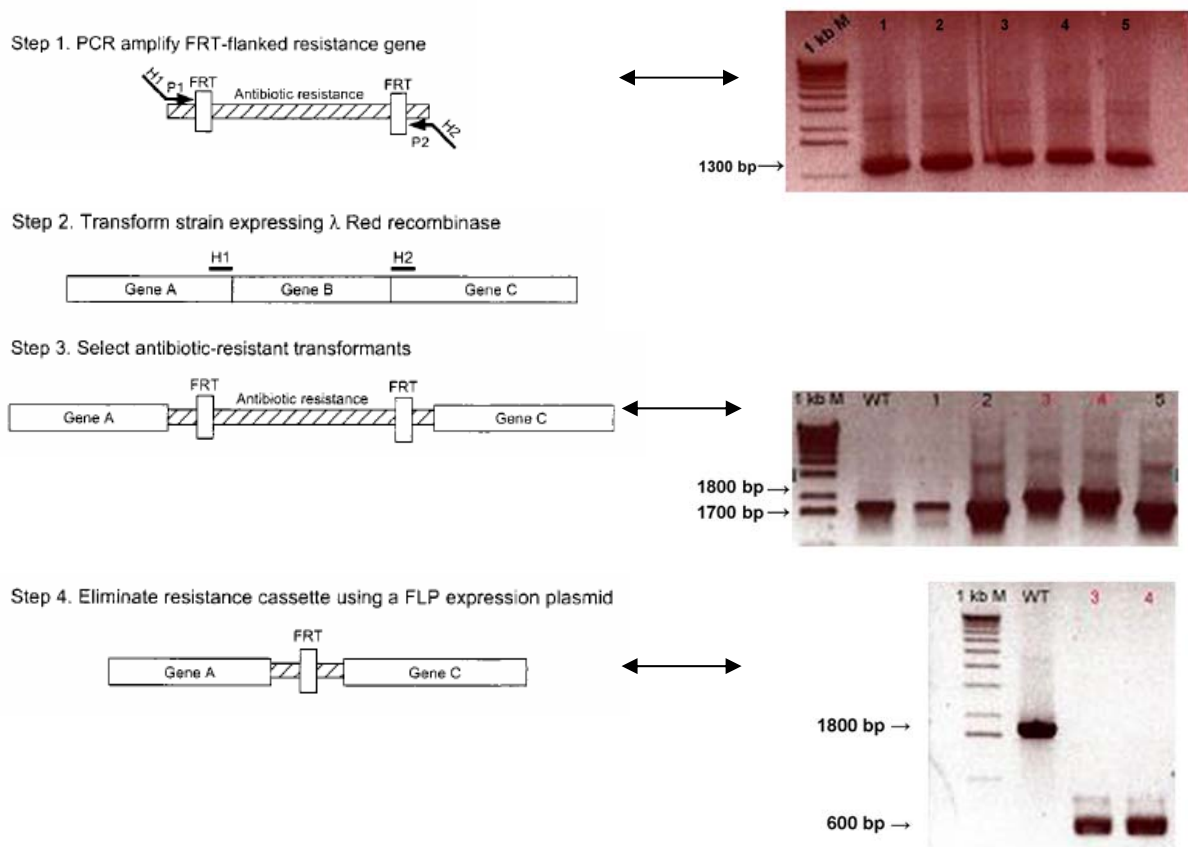 Step 1. PCR amplify FRT-flanked resistance gene
H1 P1 FRT Antibiotic resistance FRT
P2 H2
1 kb M 1 2 3 4 5
1300 bp →
Step 2. Transform strain expressing λ Red recombinase
H1 H2
Gene A Gene B Gene C
Step 3. Select antibiotic-resistant transformants
FRT Antibiotic resistance FRT
Gene A Gene C
1 kb M WT 1 2 3 4 5
1800 bp →
1700 bp →
Step 4. Eliminate resistance cassette using a FLP expression plasmid
FRT
Gene A Gene C
1 kb M WT 3 4
1800 bp →
600 bp →